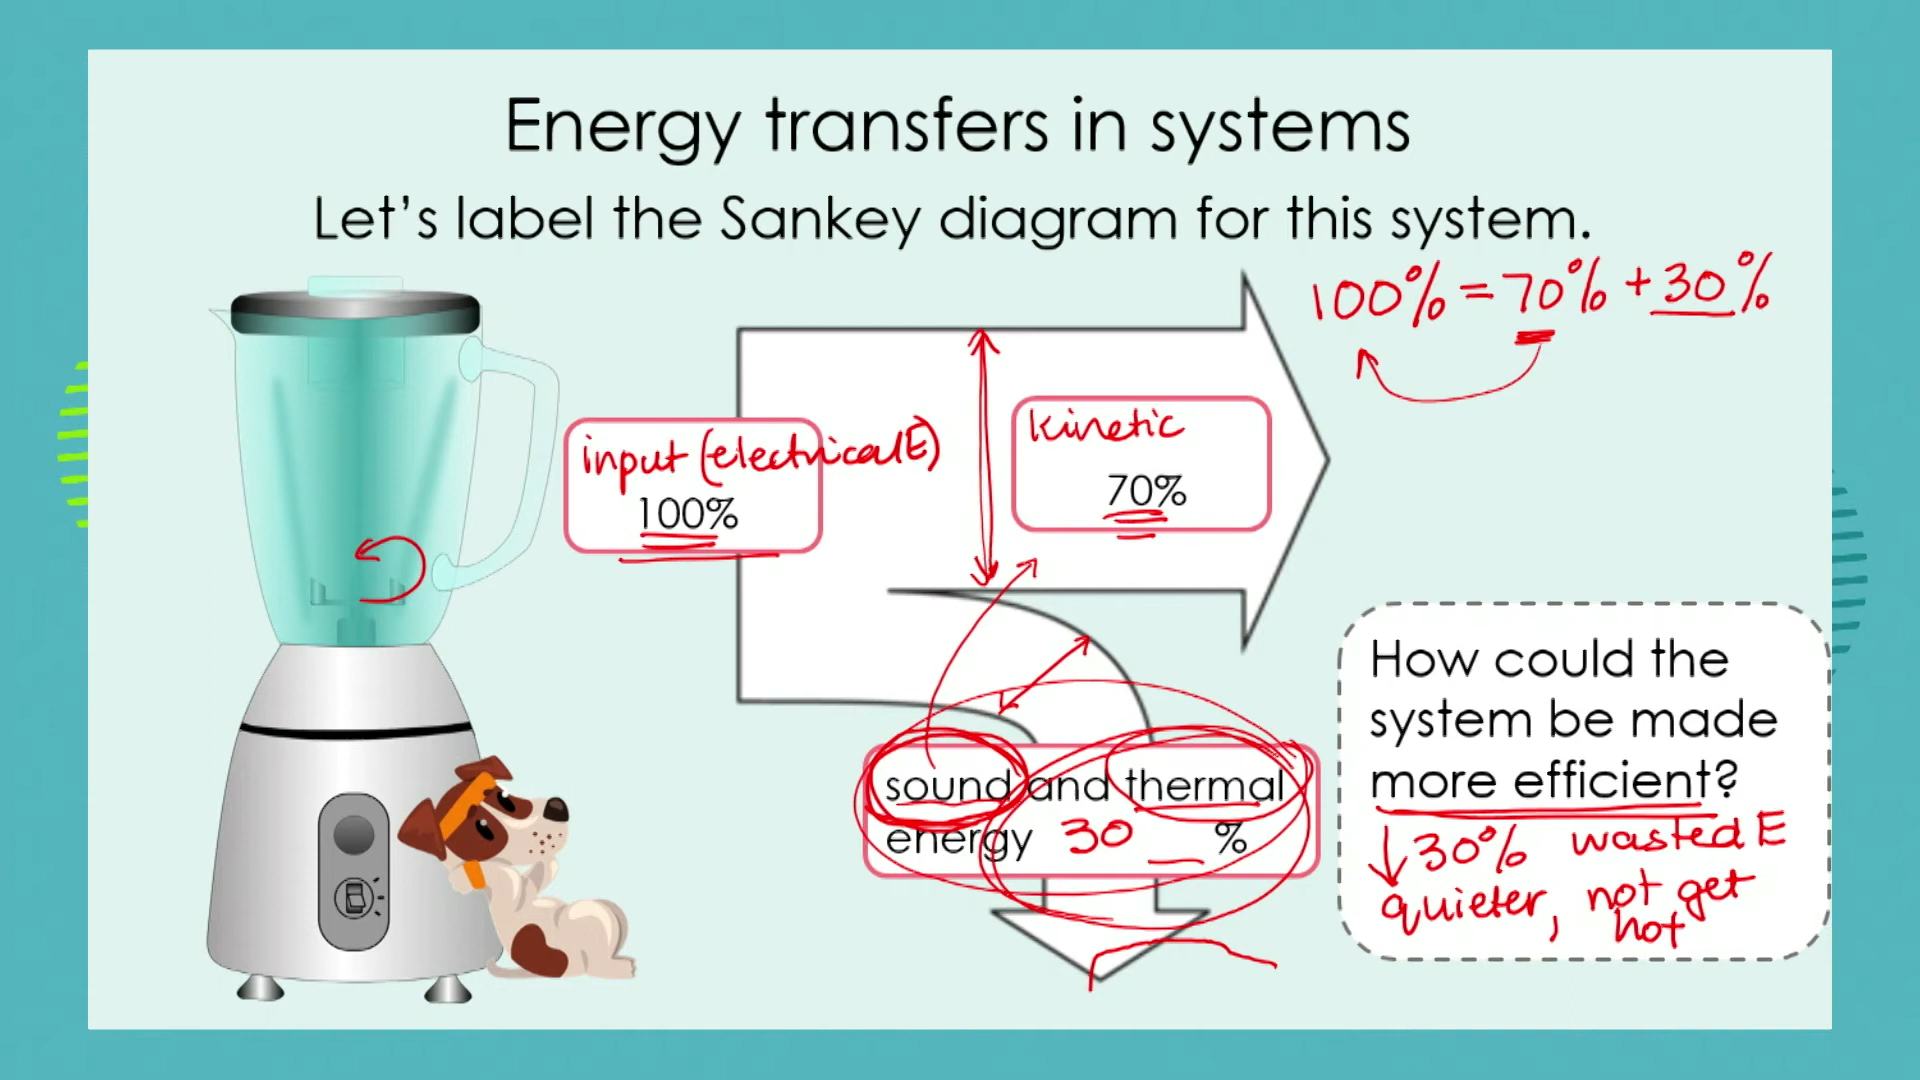 Energy transfers in systems
Let's label the Sankey diagram for this system.
100% = 70% + 30%
input (electrical E)
100%
kinetic
70%
sound and thermal
energy 30 __ %
How could the
system be made
more efficient?
↓ 30% wasted E
quieter, not get
hot